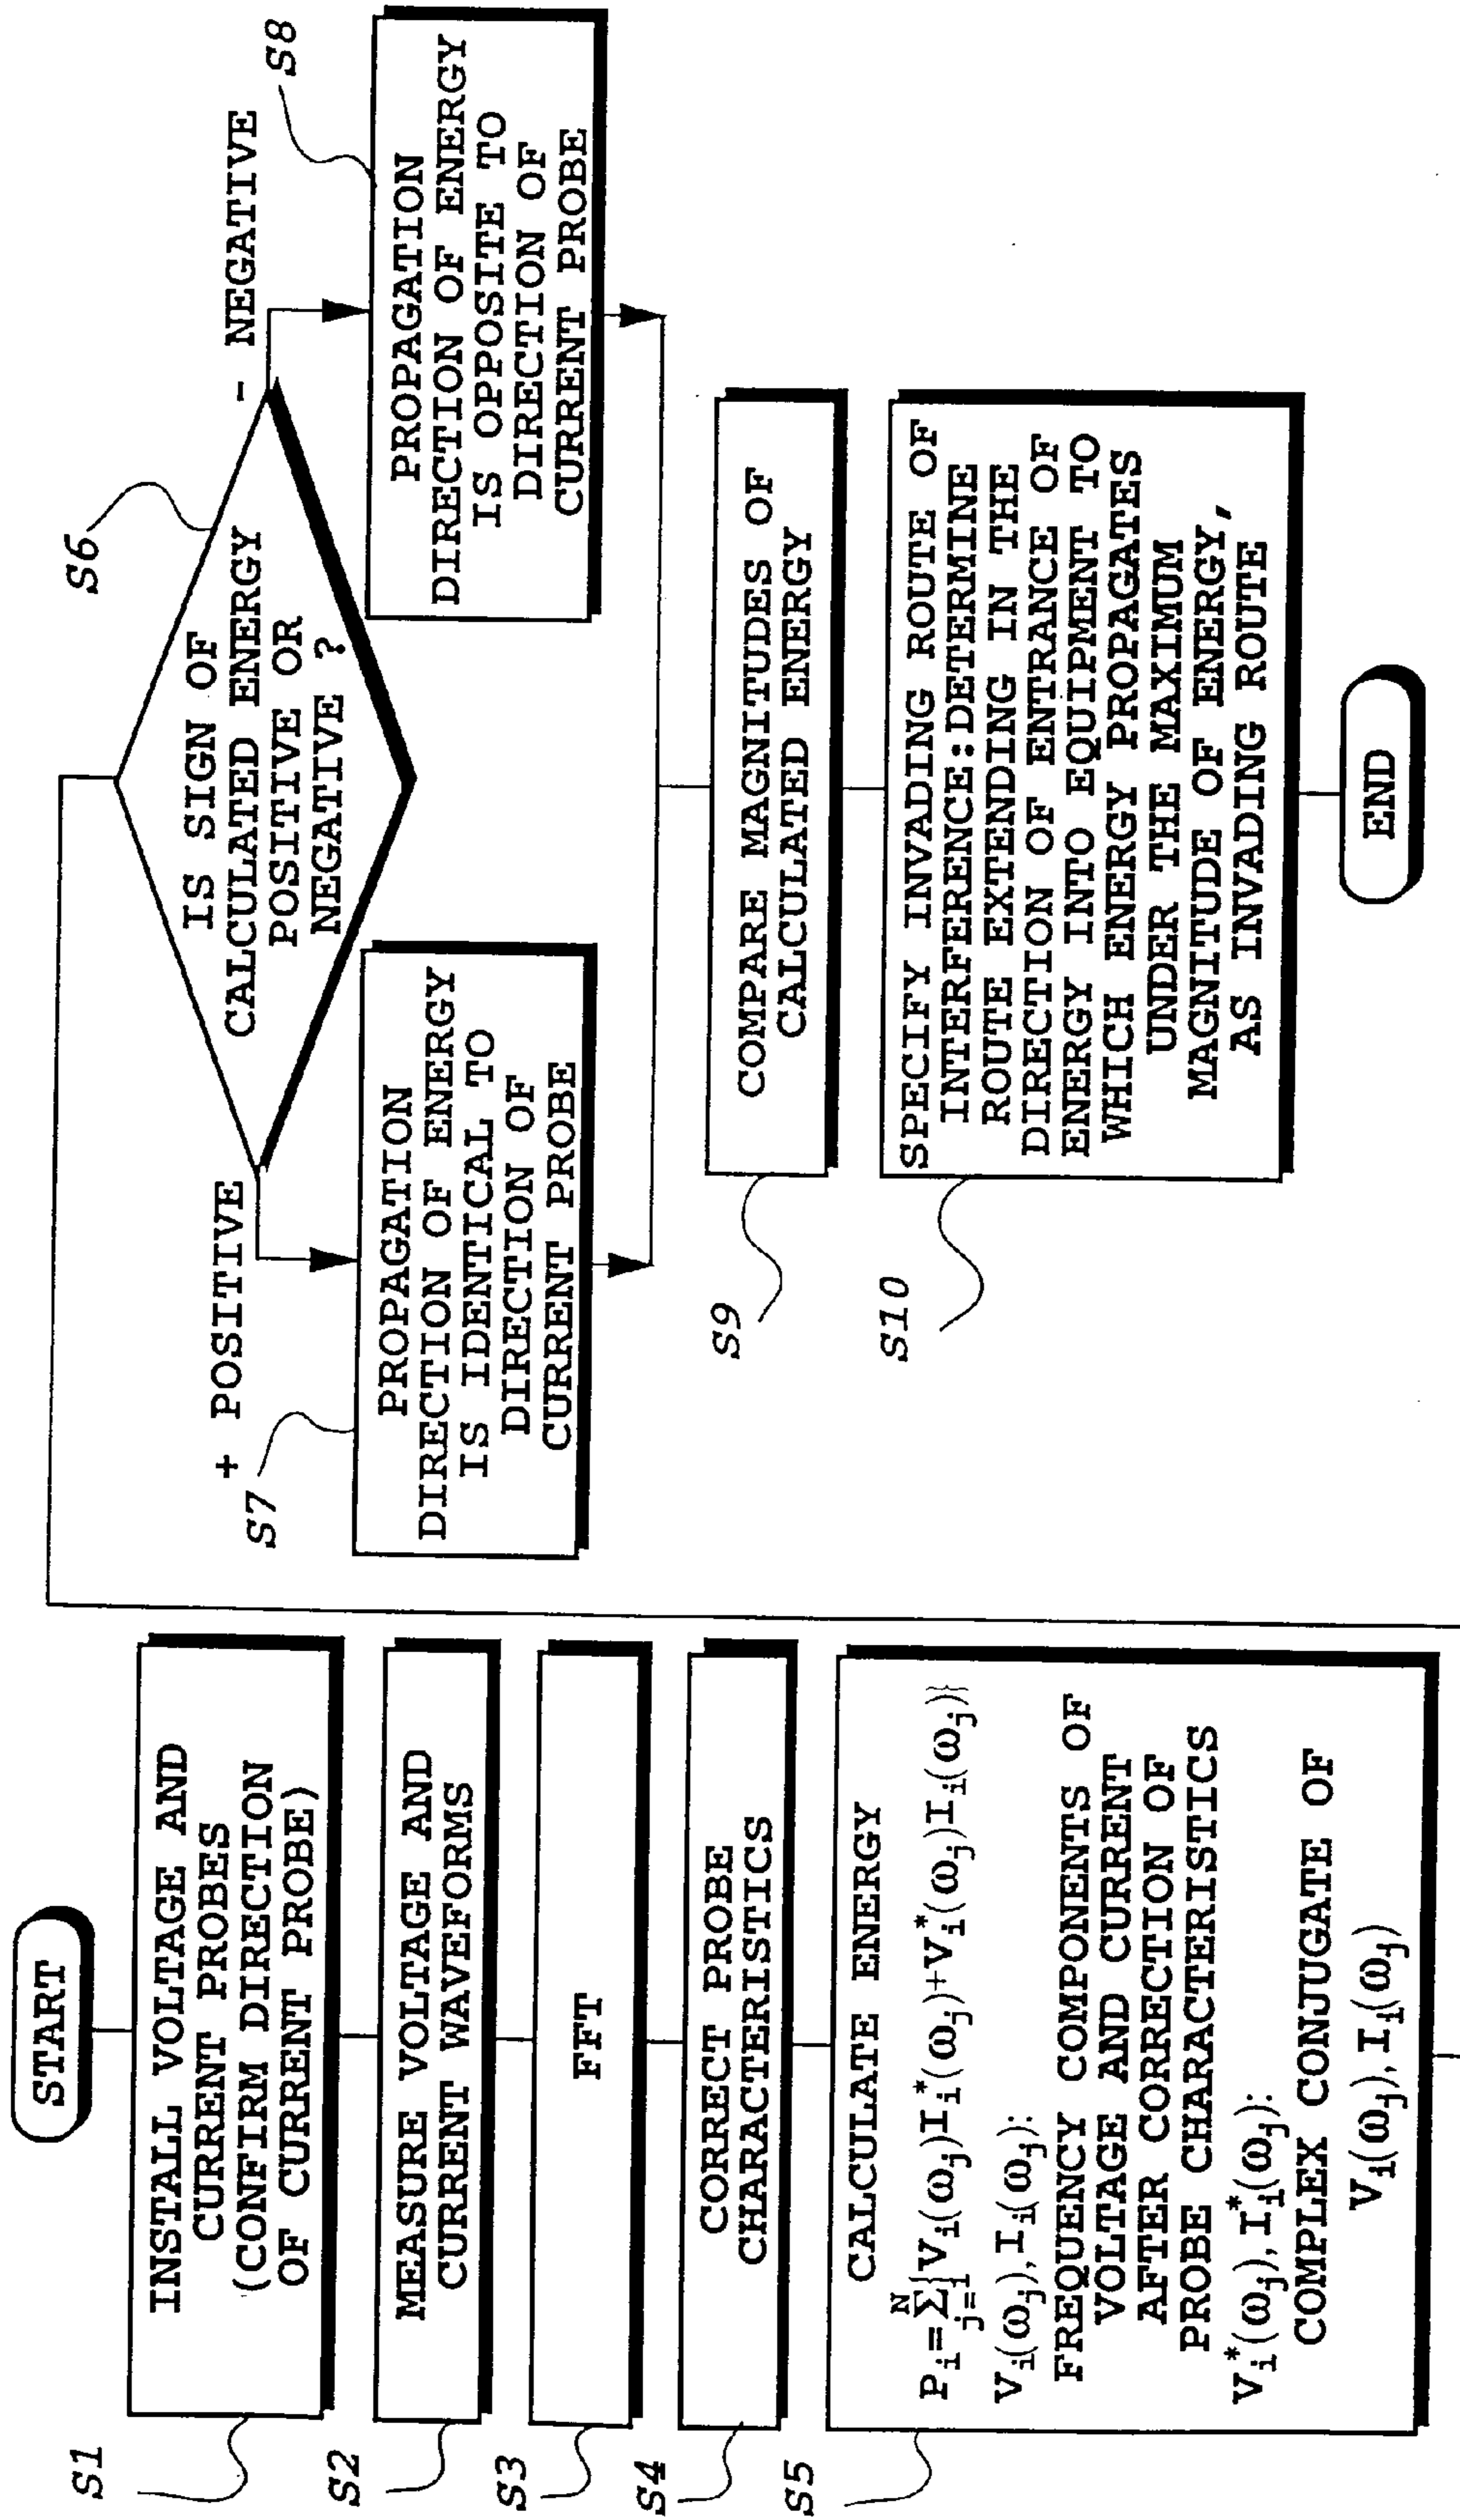 START
S1
INSTALL VOLTAGE AND
CURRENT PROBES
(CONFIRM DIRECTION
OF CURRENT PROBE)
S2
MEASURE VOLTAGE AND
CURRENT WAVEFORMS
S3
FFT
S4
CORRECT PROBE
CHARACTERISTICS
S5
CALCULATE ENERGY
P_i=Σ_{j=1}^{N}{V_i(ω_j)I_i^*(ω_j)+V_i^*(ω_j)I_i(ω_j)}
V_i(ω_j),I_i(ω_j):
FREQUENCY COMPONENTS OF
VOLTAGE AND CURRENT
AFTER CORRECTION OF
PROBE CHARACTERISTICS
V_i^*(ω_j),I_i^*(ω_j):
COMPLEX CONJUGATE OF
V_i(ω_j),I_i(ω_j)
S6
IS SIGN OF
CALCULATED ENERGY
POSITIVE OR
NEGATIVE ?
+ POSITIVE
- NEGATIVE
S7
PROPAGATION
DIRECTION OF ENERGY
IS IDENTICAL TO
DIRECTION OF
CURRENT PROBE
S8
PROPAGATION
DIRECTION OF ENERGY
IS OPPOSITE TO
DIRECTION OF
CURRENT PROBE
S9
COMPARE MAGNITUDES OF
CALCULATED ENERGY
S10
SPECIFY INVADING ROUTE OF
INTERFERENCE:DETERMINE
ROUTE EXTENDING IN THE
DIRECTION OF ENTRANCE OF
ENERGY INTO EQUIPMENT TO
WHICH ENERGY PROPAGATES
UNDER THE MAXIMUM
MAGNITUDE OF ENERGY,
AS INVADING ROUTE
END